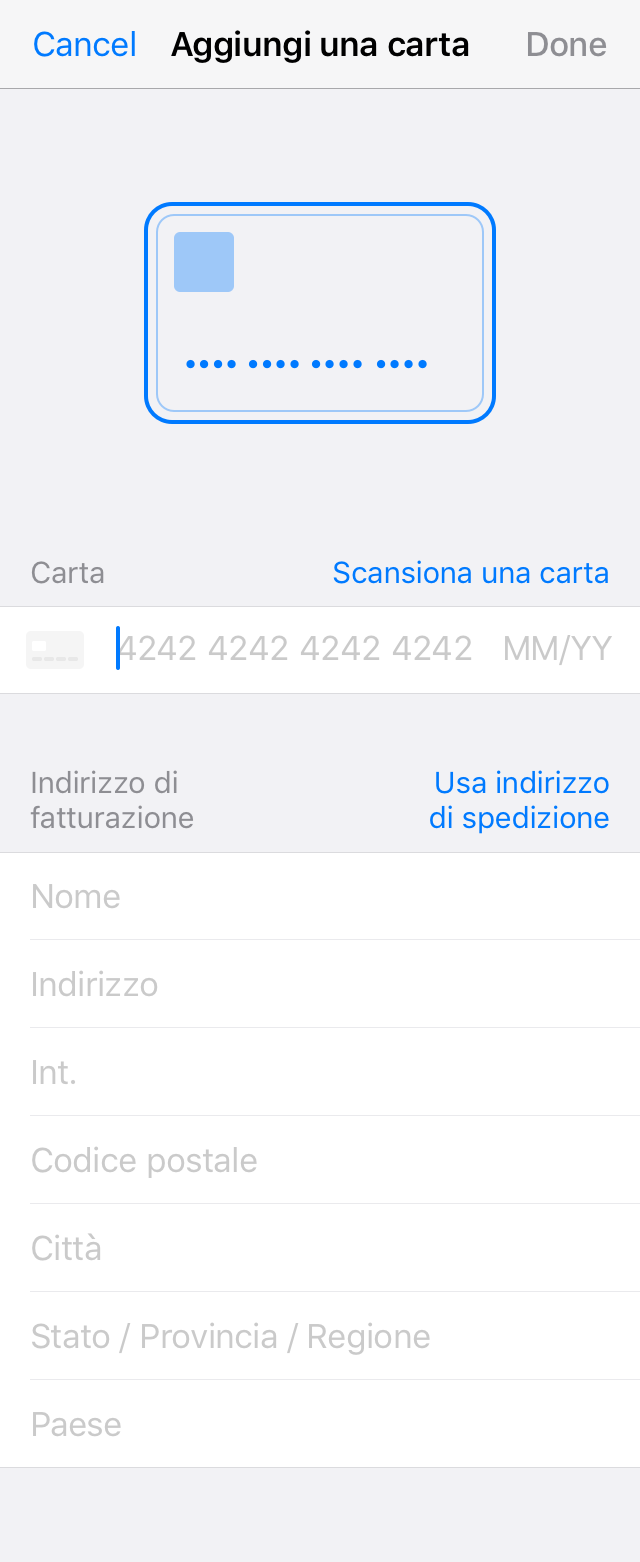 Cancel Aggiungi una carta Done
•••• •••• •••• ••••
Carta Scansiona una carta
4242 4242 4242 4242 MM/YY
Indirizzo di fatturazione
Usa indirizzo di spedizione
Nome
Indirizzo
Int.
Codice postale
Città
Stato / Provincia / Regione
Paese